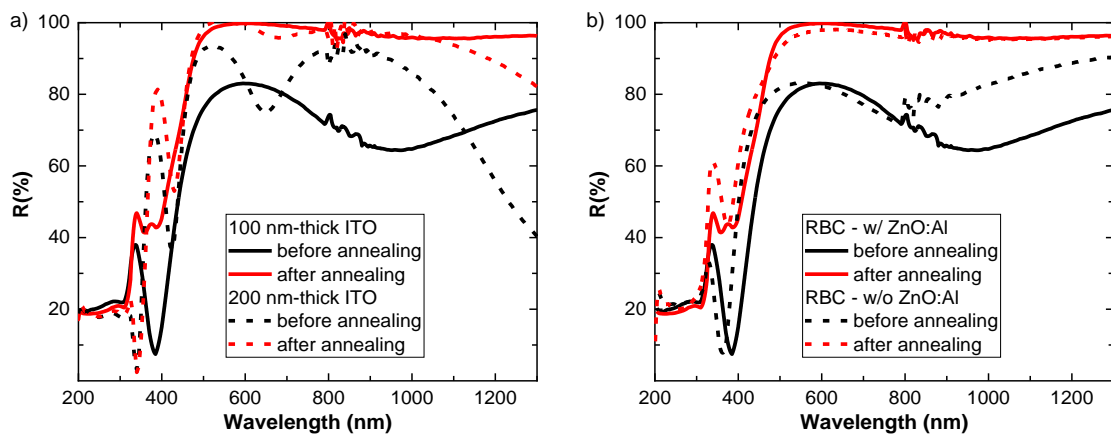 a)
100
80
60
40
20
R(%)
100 nm-thick ITO
before annealing
after annealing
200 nm-thick ITO
before annealing
after annealing
200 400 600 800 1000 1200
Wavelength (nm)
b)
100
80
60
40
20
R(%)
RBC - w/ ZnO:Al
before annealing
after annealing
RBC - w/o ZnO:Al
before annealing
after annealing
200 400 600 800 1000 1200
Wavelength (nm)